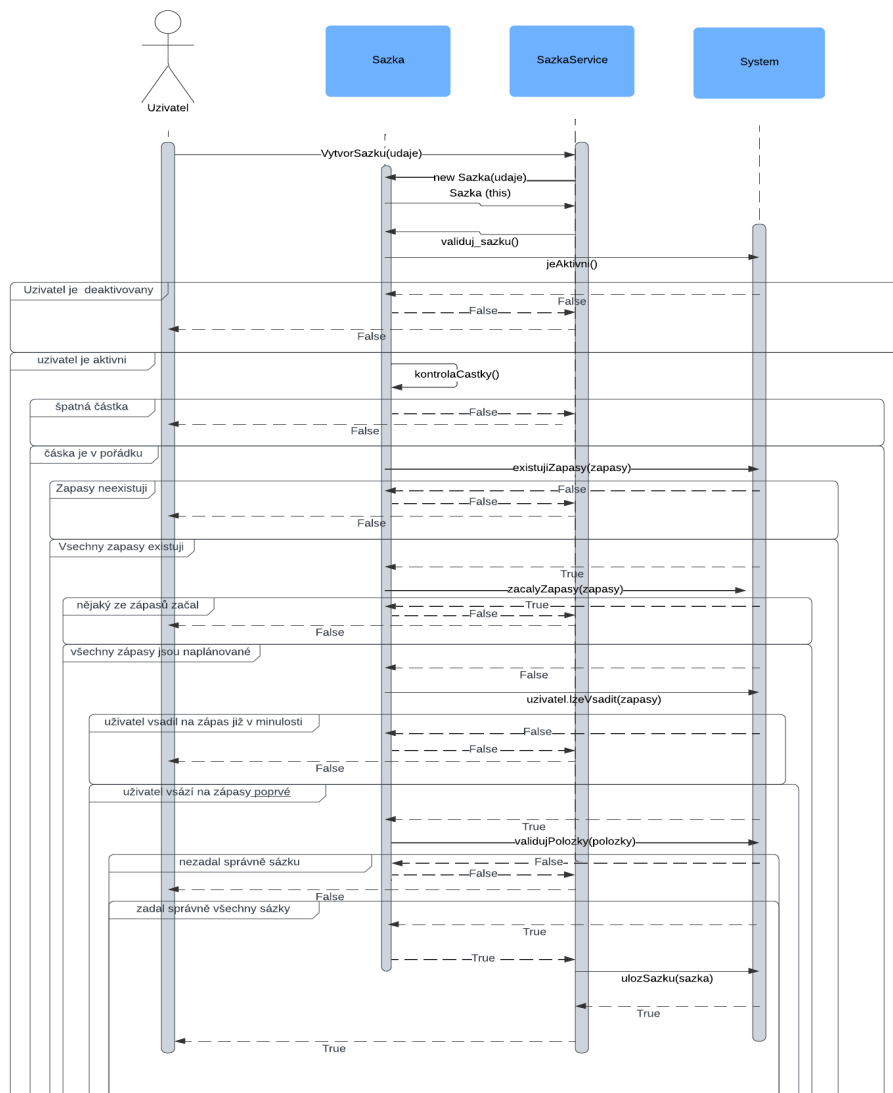 Sazka
SazkaService
System
Uzivatel
VytvorSazku(udaje)
new Sazka(udaje)
Sazka (this)
validuj_sazku()
jeAktivni()
Uzivatel je deaktivovany
False
False
False
uzivatel je aktivni
kontrolaCastky()
špatná částka
False
False
čáska je v pořádku
existujiZapasy(zapasy)
Zapasy neexistuji
False
False
False
Vsechny zapasy existuji
True
zacalyZapasy(zapasy)
nějaký ze zápasů začal
True
False
False
všechny zápasy jsou naplánované
False
uzivatel.lzeVsadit(zapasy)
uživatel vsadil na zápas již v minulosti
False
False
False
uživatel vsází na zápasy poprvé
True
validujPolozky(polozky)
nezadal správně sázku
False
False
False
zadal správně všechny sázky
True
True
ulozSazku(sazka)
True
True